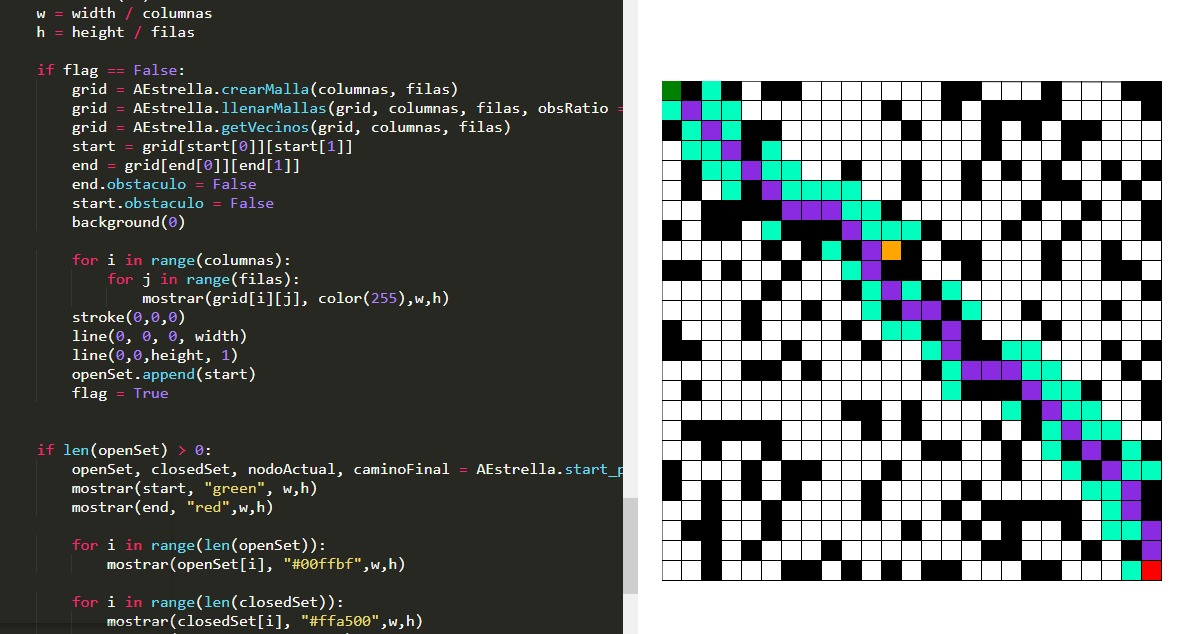 w = width / columnas
h = height / filas
if flag == False:
grid = AEstrella.crearMalla(columnas, filas)
grid = AEstrella.llenarMallas(grid, columnas, filas, obsRatio =
grid = AEstrella.getVecinos(grid, columnas, filas)
start = grid[start[0]][start[1]]
end = grid[end[0]][end[1]]
end.obstaculo = False
start.obstaculo = False
background(0)
for i in range(columnas):
for j in range(filas):
mostrar(grid[i][j], color(255),w,h)
stroke(0,0,0)
line(0, 0, 0, width)
line(0,0,height, 1)
openSet.append(start)
flag = True
if len(openSet) > 0:
openSet, closedSet, nodoActual, caminoFinal = AEstrella.start_p
mostrar(start, "green", w,h)
mostrar(end, "red",w,h)
for i in range(len(openSet)):
mostrar(openSet[i], "#00ffbf",w,h)
for i in range(len(closedSet)):
mostrar(closedSet[i], "#ffa500",w,h)